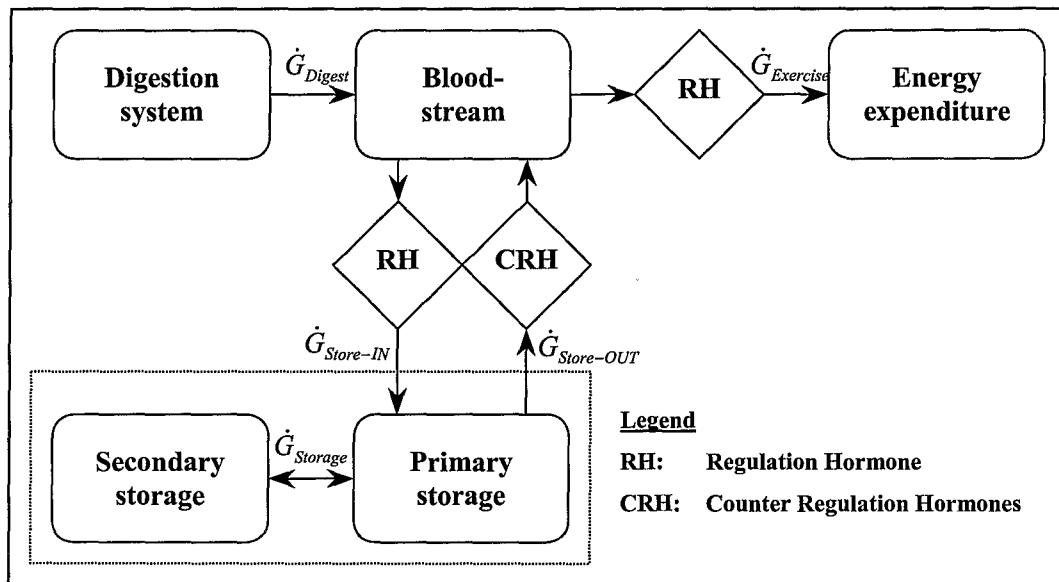 Digestion
system
Ġ_Digest
Blood-
stream
RH
Ġ_Exercise
Energy
expenditure
RH
CRH
Ġ_Store-IN
Ġ_Store-OUT
Secondary
storage
Ġ_Storage
Primary
storage
Legend
RH: Regulation Hormone
CRH: Counter Regulation Hormones